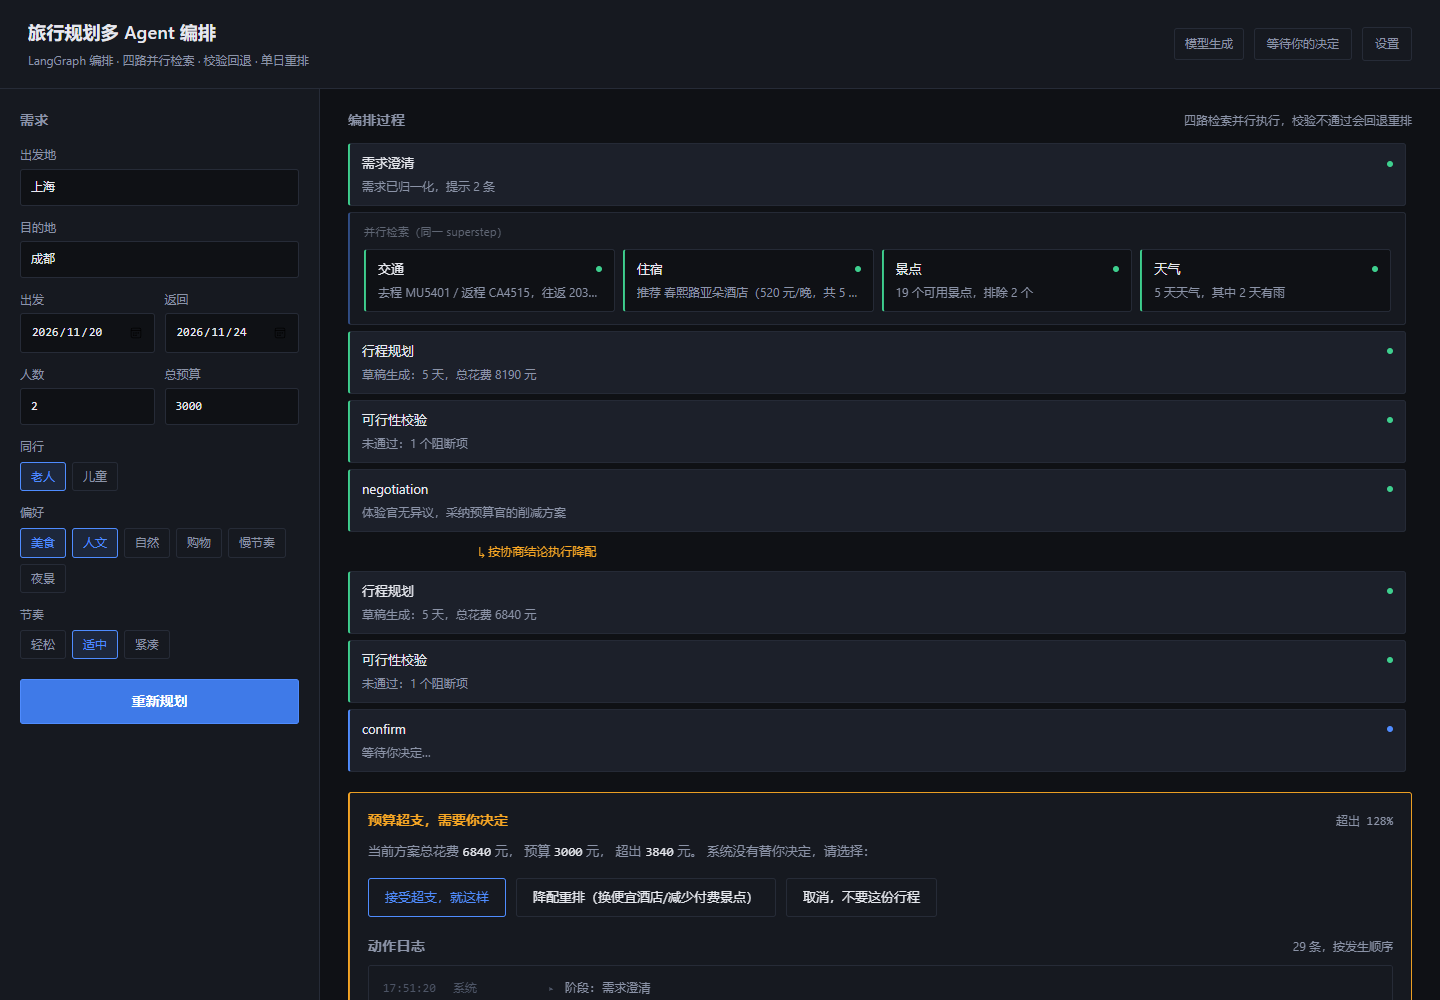 旅行规划多 Agent 编排
LangGraph 编排 · 四路并行检索 · 校验回退 · 单日重排
模型生成
等待你的决定
设置
需求
出发地
上海
目的地
成都
出发
返回
2026/11/20
2026/11/24
人数
总预算
2
3000
同行
老人
儿童
偏好
美食
人文
自然
购物
慢节奏
夜景
节奏
轻松
适中
紧凑
重新规划
编排过程
四路检索并行执行，校验不通过会回退重排
需求澄清
需求已归一化，提示 2 条
并行检索（同一 superstep）
交通
去程 MU5401 / 返程 CA4515，往返 203...
住宿
推荐 春熙路亚朵酒店（520 元/晚，共 5 ...
景点
19 个可用景点，排除 2 个
天气
5 天天气，其中 2 天有雨
行程规划
草稿生成：5 天，总花费 8190 元
可行性校验
未通过：1 个阻断项
negotiation
体验官无异议，采纳预算官的削减方案
↳ 按协商结论执行降配
行程规划
草稿生成：5 天，总花费 6840 元
可行性校验
未通过：1 个阻断项
confirm
等待你决定...
预算超支，需要你决定
超出 128%
当前方案总花费 6840 元， 预算 3000 元， 超出 3840 元。 系统没有替你决定，请选择：
接受超支，就这样
降配重排（换便宜酒店/减少付费景点）
取消，不要这份行程
动作日志
29 条，按发生顺序
17:51:20 系统 ▸ 阶段：需求澄清